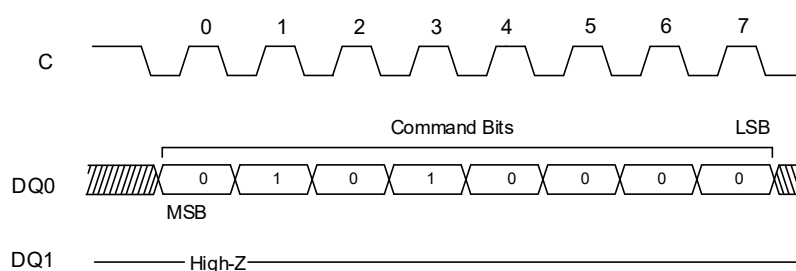 0 1 2 3 4 5 6 7
C
Command Bits LSB
DQ0 0 1 0 1 0 0 0 0
MSB
DQ1 High-Z